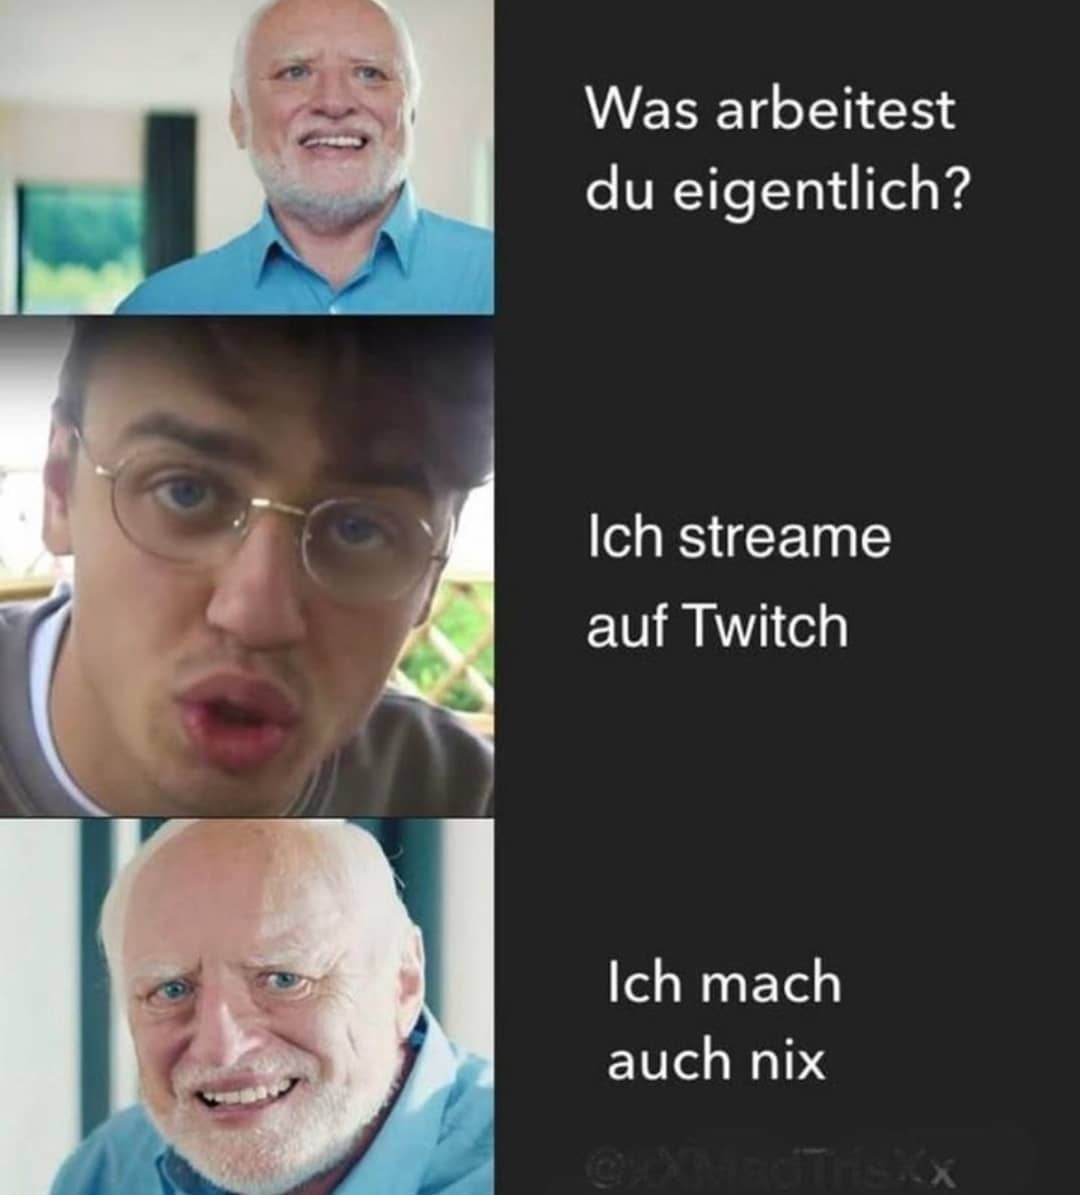 Was arbeitest
du eigentlich?
Ich streame
auf Twitch
Ich mach
auch nix